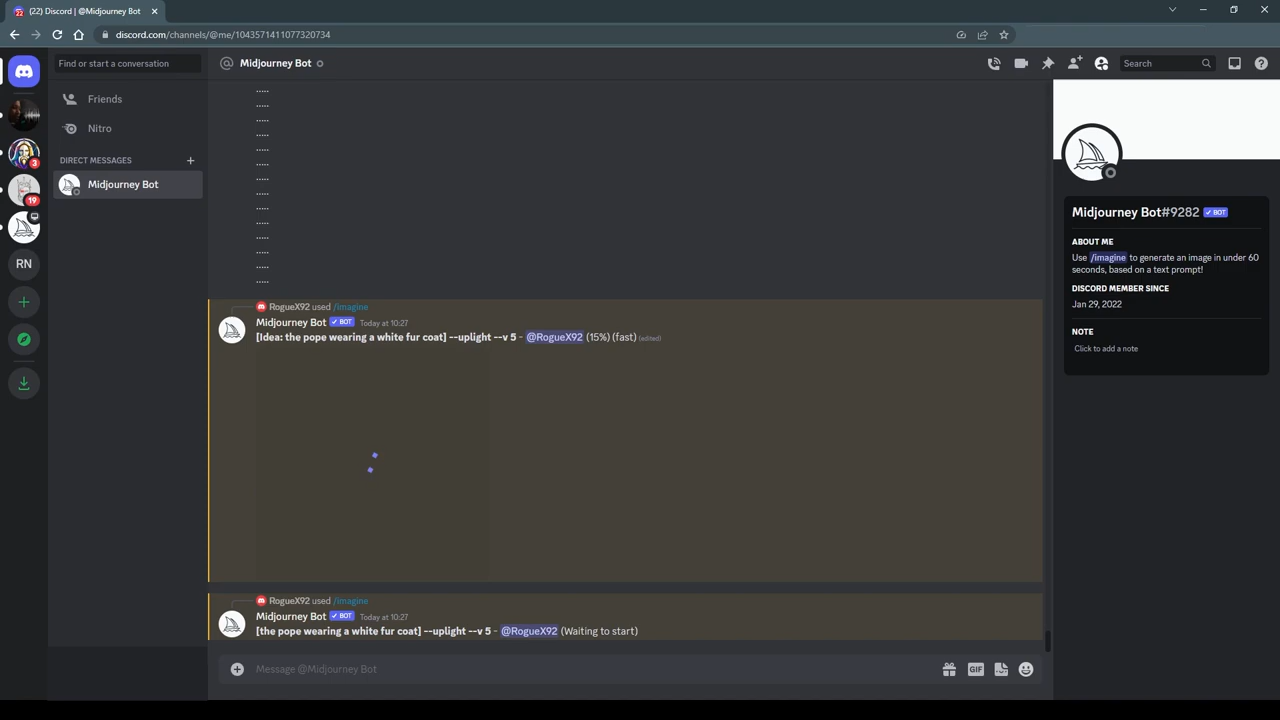 (22) Discord | @Midjourney Bot
discord.com/channels/@me/1043571411077320734
Find or start a conversation
Midjourney Bot
Search
Friends
Nitro
DIRECT MESSAGES
Midjourney Bot
3
19
RN
.....
.....
.....
.....
.....
.....
.....
.....
.....
.....
.....
.....
.....
.....
RogueX92 used /imagine
Midjourney Bot BOT Today at 10:27
[Idea: the pope wearing a white fur coat] --uplight --v 5 - @RogueX92 (15%) (fast) (edited)
RogueX92 used /imagine
Midjourney Bot BOT Today at 10:27
[the pope wearing a white fur coat] --uplight --v 5 - @RogueX92 (Waiting to start)
Message @Midjourney Bot
GIF
Midjourney Bot#9282 BOT
ABOUT ME
Use /imagine to generate an image in under 60
seconds, based on a text prompt!
DISCORD MEMBER SINCE
Jan 29, 2022
NOTE
Click to add a note